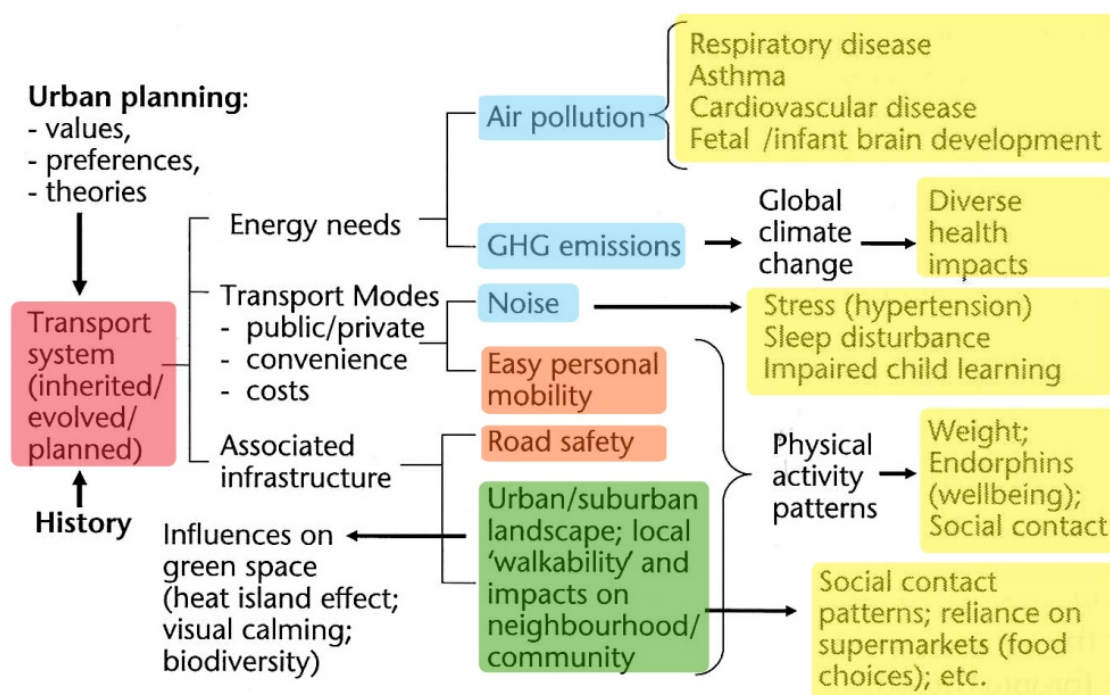 Urban planning:
- values,
- preferences,
- theories
Transport
system
(inherited/
evolved/
planned)
History
Energy needs
Transport Modes
- public/private
- convenience
- costs
Associated
infrastructure
Influences on
green space
(heat island effect;
visual calming;
biodiversity)
Air pollution
GHG emissions
Noise
Easy personal
mobility
Road safety
Urban/suburban
landscape; local
‘walkability’ and
impacts on
neighbourhood/
community
Respiratory disease
Asthma
Cardiovascular disease
Fetal /infant brain development
Global
climate
change
Diverse
health
impacts
Stress (hypertension)
Sleep disturbance
Impaired child learning
Physical
activity
patterns
Weight;
Endorphins
(wellbeing);
Social contact
Social contact
patterns; reliance on
supermarkets (food
choices); etc.